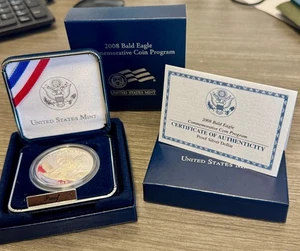 2008 Bald Eagle
Commemorative Coin Program
UNITED STATES MINT
UNITED STATES MINT
2008 Bald Eagle
Commemorative Coin Program
CERTIFICATE OF AUTHENTICITY
Proof Silver Dollar